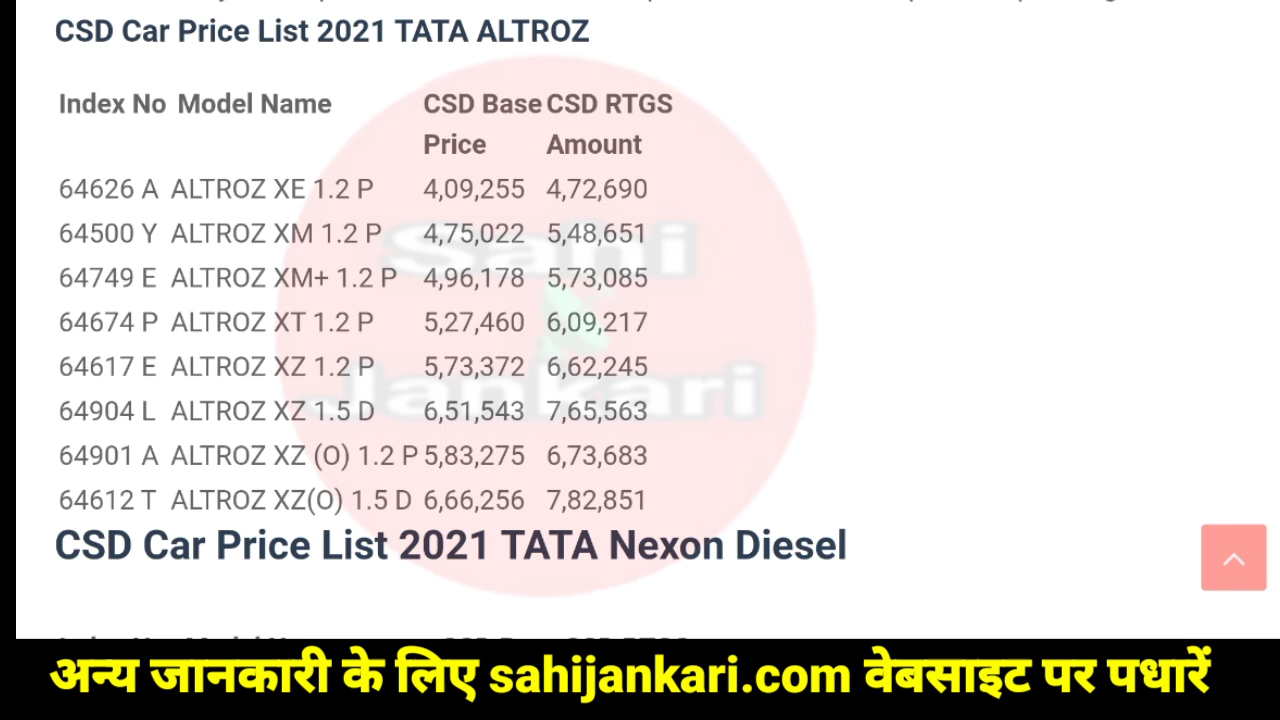 CSD Car Price List 2021 TATA ALTROZ
Index No Model Name CSD Base CSD RTGS
Price Amount
64626 A ALTROZ XE 1.2 P 4,09,255 4,72,690
64500 Y ALTROZ XM 1.2 P 4,75,022 5,48,651
64749 E ALTROZ XM+ 1.2 P 4,96,178 5,73,085
64674 P ALTROZ XT 1.2 P 5,27,460 6,09,217
64617 E ALTROZ XZ 1.2 P 5,73,372 6,62,245
64904 L ALTROZ XZ 1.5 D 6,51,543 7,65,563
64901 A ALTROZ XZ (O) 1.2 P 5,83,275 6,73,683
64612 T ALTROZ XZ(O) 1.5 D 6,66,256 7,82,851
Sahi
Jankari
CSD Car Price List 2021 TATA Nexon Diesel
अन्य जानकारी के लिए sahijankari.com वेबसाइट पर पधारें